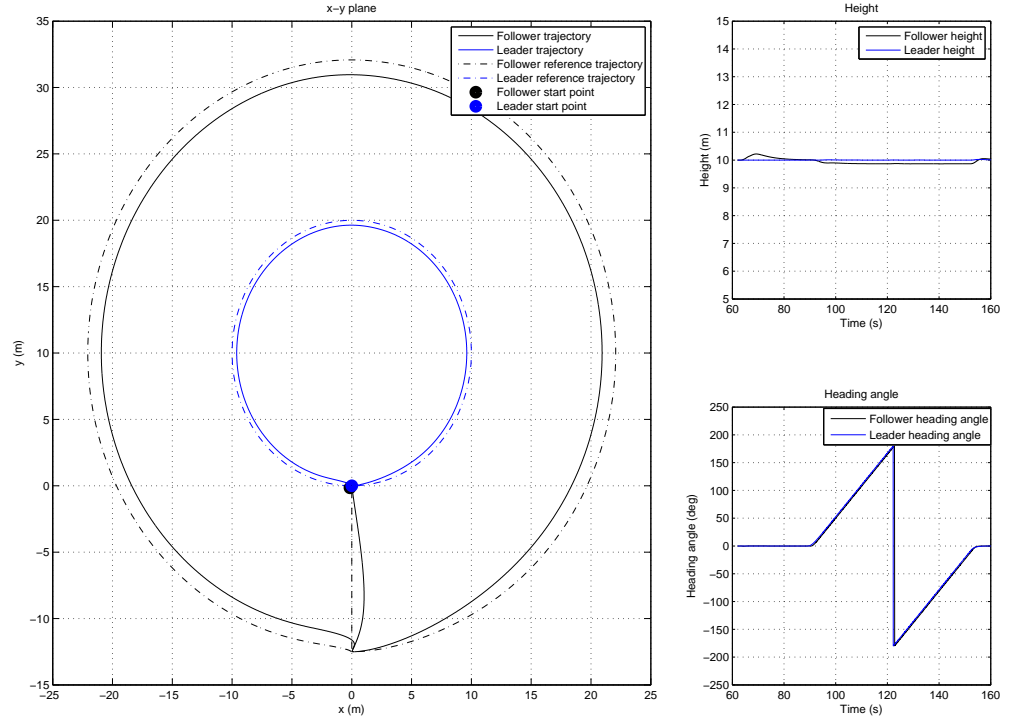 x−y plane
35
30
25
20
15
10
5
0
−5
−10
−15
y (m)
−25 −20 −15 −10 −5 0 5 10 15 20 25
x (m)
Follower trajectory
Leader trajectory
Follower reference trajectory
Leader reference trajectory
Follower start point
Leader start point
Height
15
14
13
12
11
10
9
8
7
6
5
Height (m)
60 80 100 120 140 160
Time (s)
Follower height
Leader height
Heading angle
250
200
150
100
50
0
−50
−100
−150
−200
−250
Heading angle (deg)
60 80 100 120 140 160
Time (s)
Follower heading angle
Leader heading angle